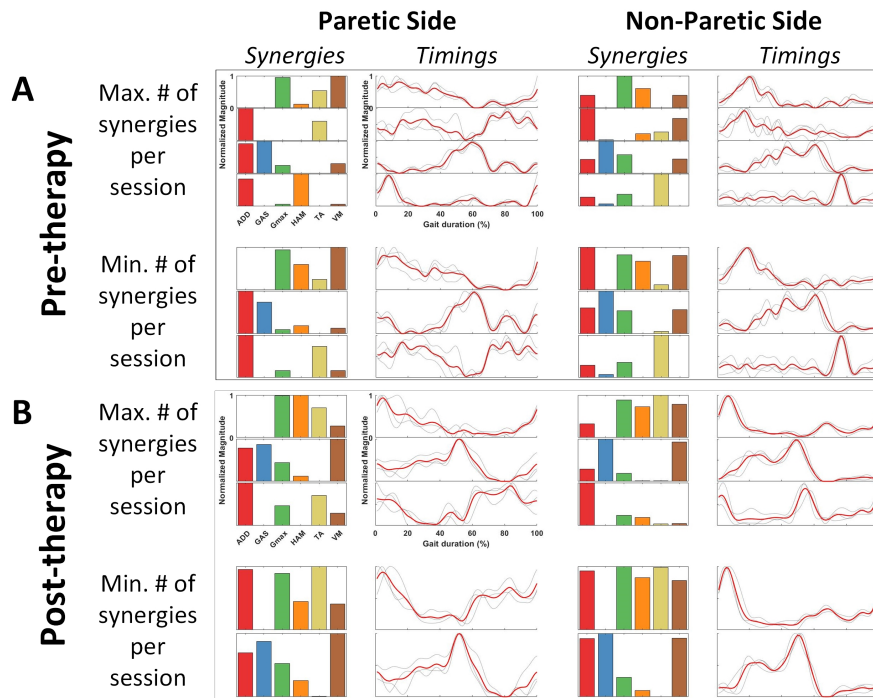 Paretic Side
Non-Paretic Side
Synergies
Timings
Synergies
Timings
A
Pre-therapy
Max. # of
synergies
per
session
Normalized Magnitude
1
0
Normalized Magnitude
ADD
GAS
Gmax
HAM
TA
VM
0
20
40
60
80
100
Gait duration (%)
Min. # of
synergies
per
session
B
Post-therapy
Max. # of
synergies
per
session
Normalized Magnitude
1
0
Normalized Magnitude
ADD
GAS
Gmax
HAM
TA
VM
0
20
40
60
80
100
Gait duration (%)
Min. # of
synergies
per
session